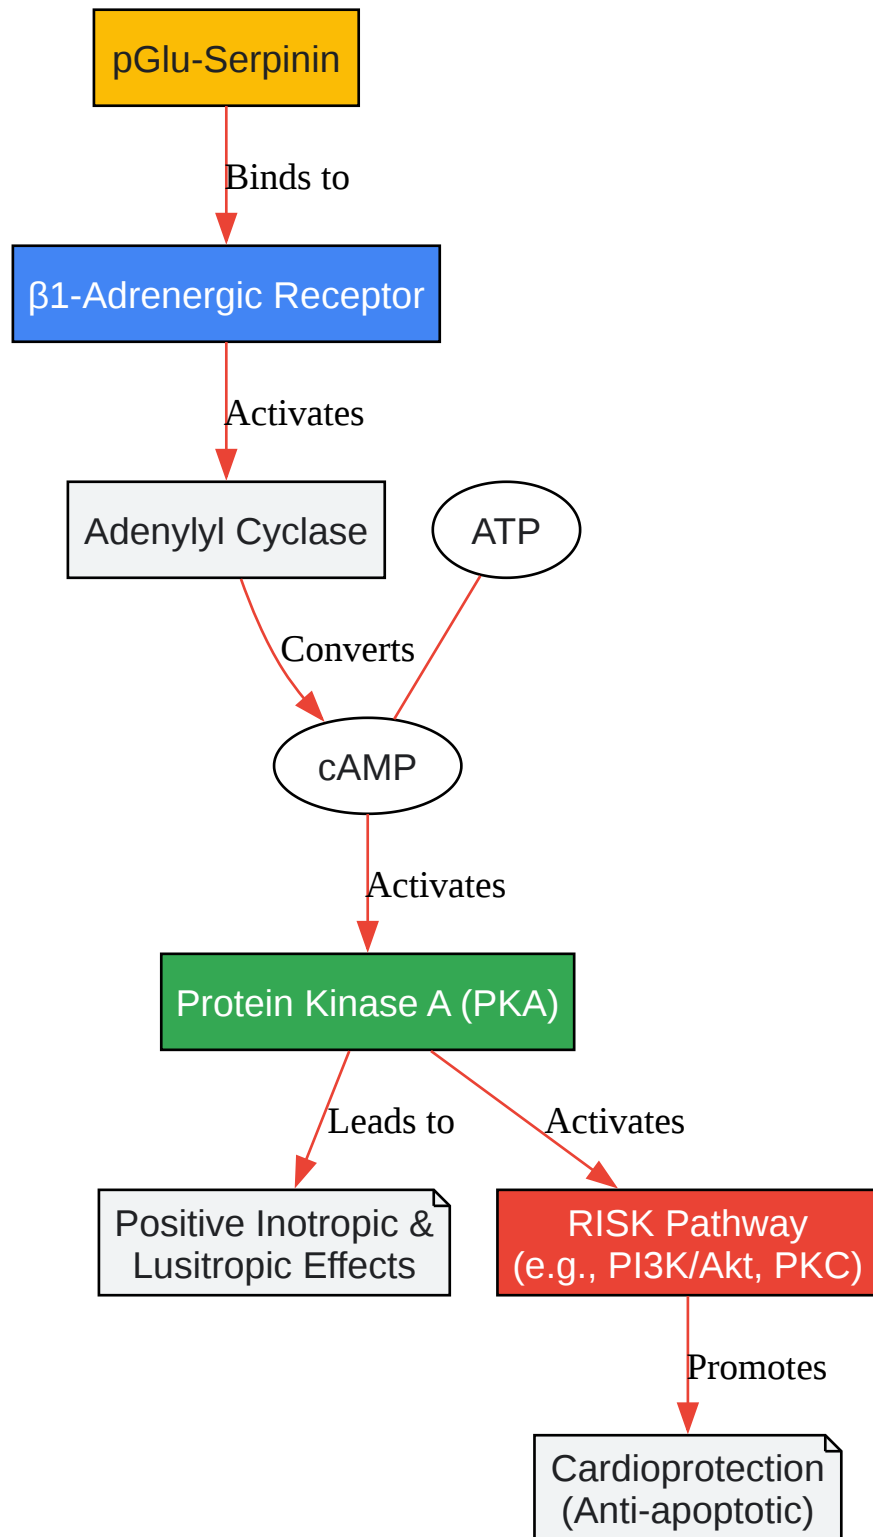 pGlu-Serpinin
Binds to
β1-Adrenergic Receptor
Activates
Adenylyl Cyclase
ATP
Converts
cAMP
Activates
Protein Kinase A (PKA)
Leads to
Activates
Positive Inotropic &
Lusitropic Effects
RISK Pathway
(e.g., PI3K/Akt, PKC)
Promotes
Cardioprotection
(Anti-apoptotic)